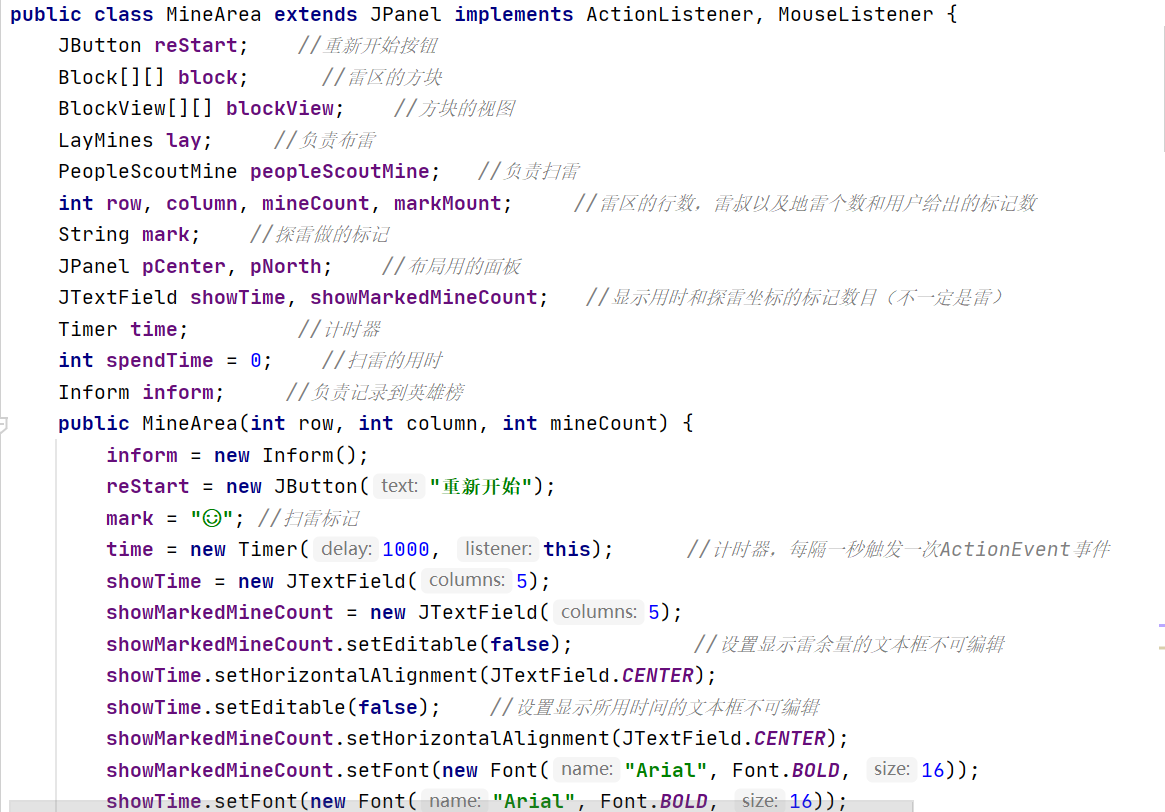 public class MineArea extends JPanel implements ActionListener, MouseListener {
JButton reStart; //重新开始按钮
Block[][] block; //雷区的方块
BlockView[][] blockView; //方块的视图
LayMines lay; //负责布雷
PeopleScoutMine peopleScoutMine; //负责扫雷
int row, column, mineCount, markMount; //雷区的行数，雷叔以及地雷个数和用户给出的标记数
String mark; //探雷做的标记
JPanel pCenter, pNorth; //布局用的面板
JTextField showTime, showMarkedMineCount; //显示用时和探雷坐标的标记数目（不一定是雷）
Timer time; //计时器
int spendTime = 0; //扫雷的用时
Inform inform; //负责记录到英雄榜
public MineArea(int row, int column, int mineCount) {
inform = new Inform();
reStart = new JButton( text: "重新开始");
mark = "☺"; //扫雷标记
time = new Timer( delay: 1000, listener: this); //计时器，每隔一秒触发一次ActionEvent事件
showTime = new JTextField( columns: 5);
showMarkedMineCount = new JTextField( columns: 5);
showMarkedMineCount.setEditable(false); //设置显示雷余量的文本框不可编辑
showTime.setHorizontalAlignment(JTextField.CENTER);
showTime.setEditable(false); //设置显示所用时间的文本框不可编辑
showMarkedMineCount.setHorizontalAlignment(JTextField.CENTER);
showMarkedMineCount.setFont(new Font( name: "Arial", Font.BOLD, size: 16));
showTime.setFont(new Font( name: "Arial", Font.BOLD, size: 16));